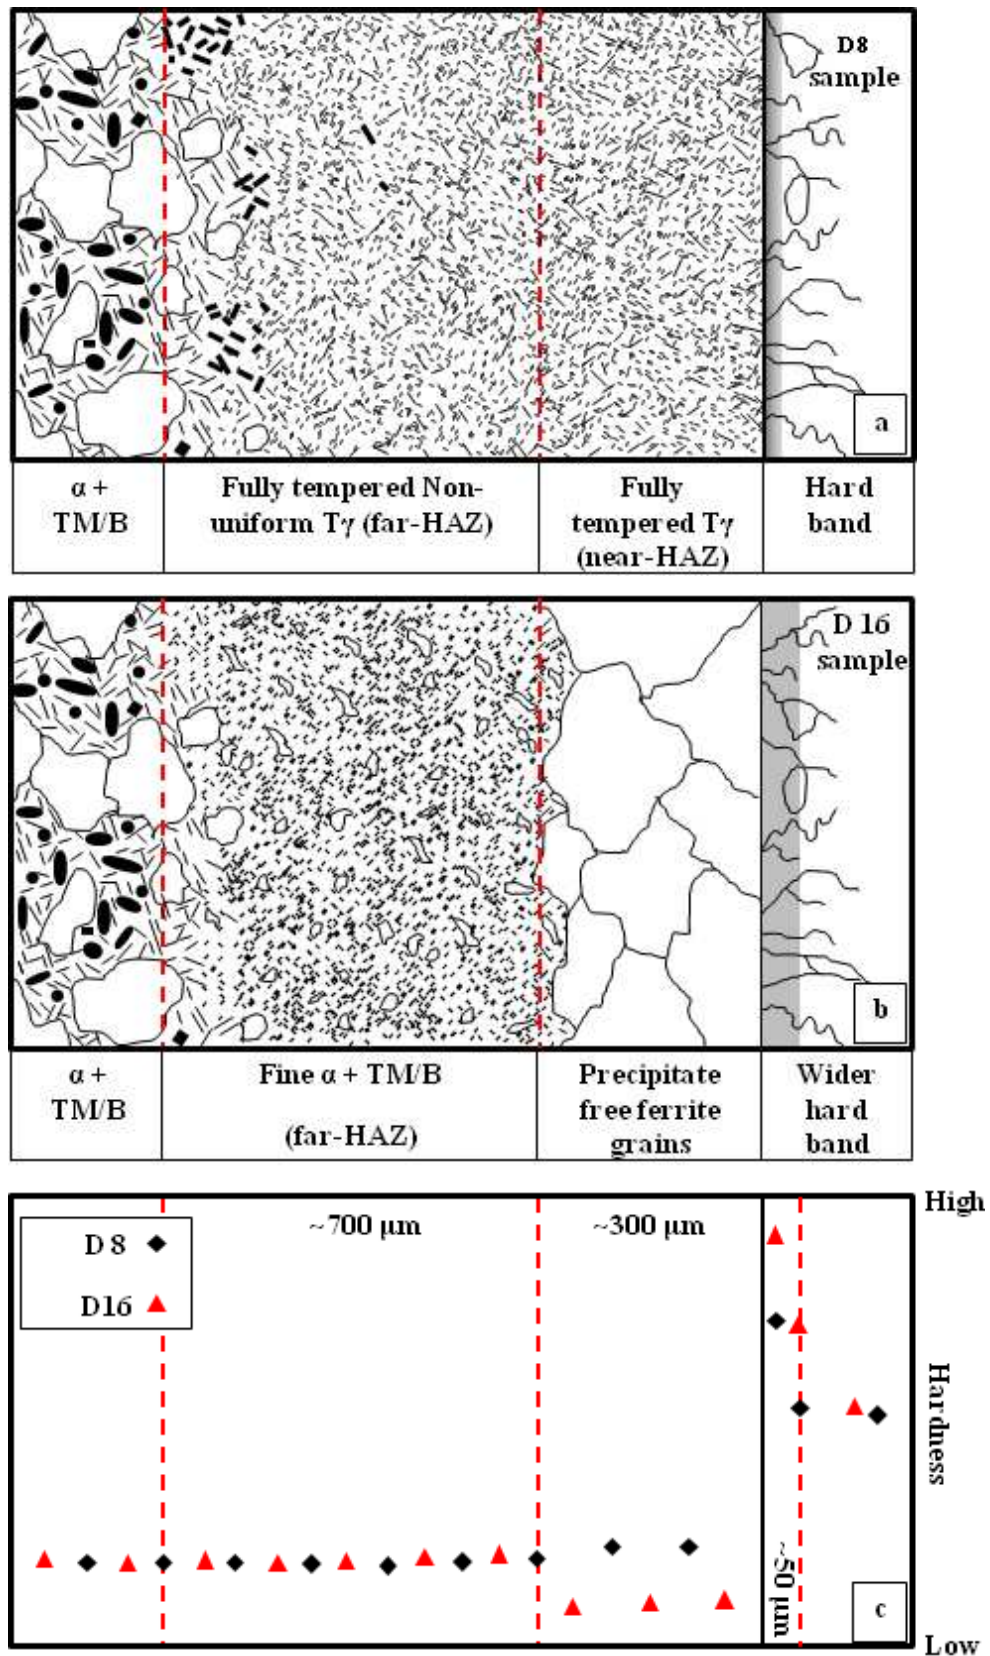 D8
sample
a
α +
TM/B
Fully tempered Non-
uniform Tγ (far-HAZ)
Fully
tempered Tγ
(near-HAZ)
Hard
band
D 16
sample
b
α +
TM/B
Fine α + TM/B
(far-HAZ)
Precipitate
free ferrite
grains
Wider
hard
band
High
~700 μm
~300 μm
D 8
D16
Hardness
~50 μm
c
Low